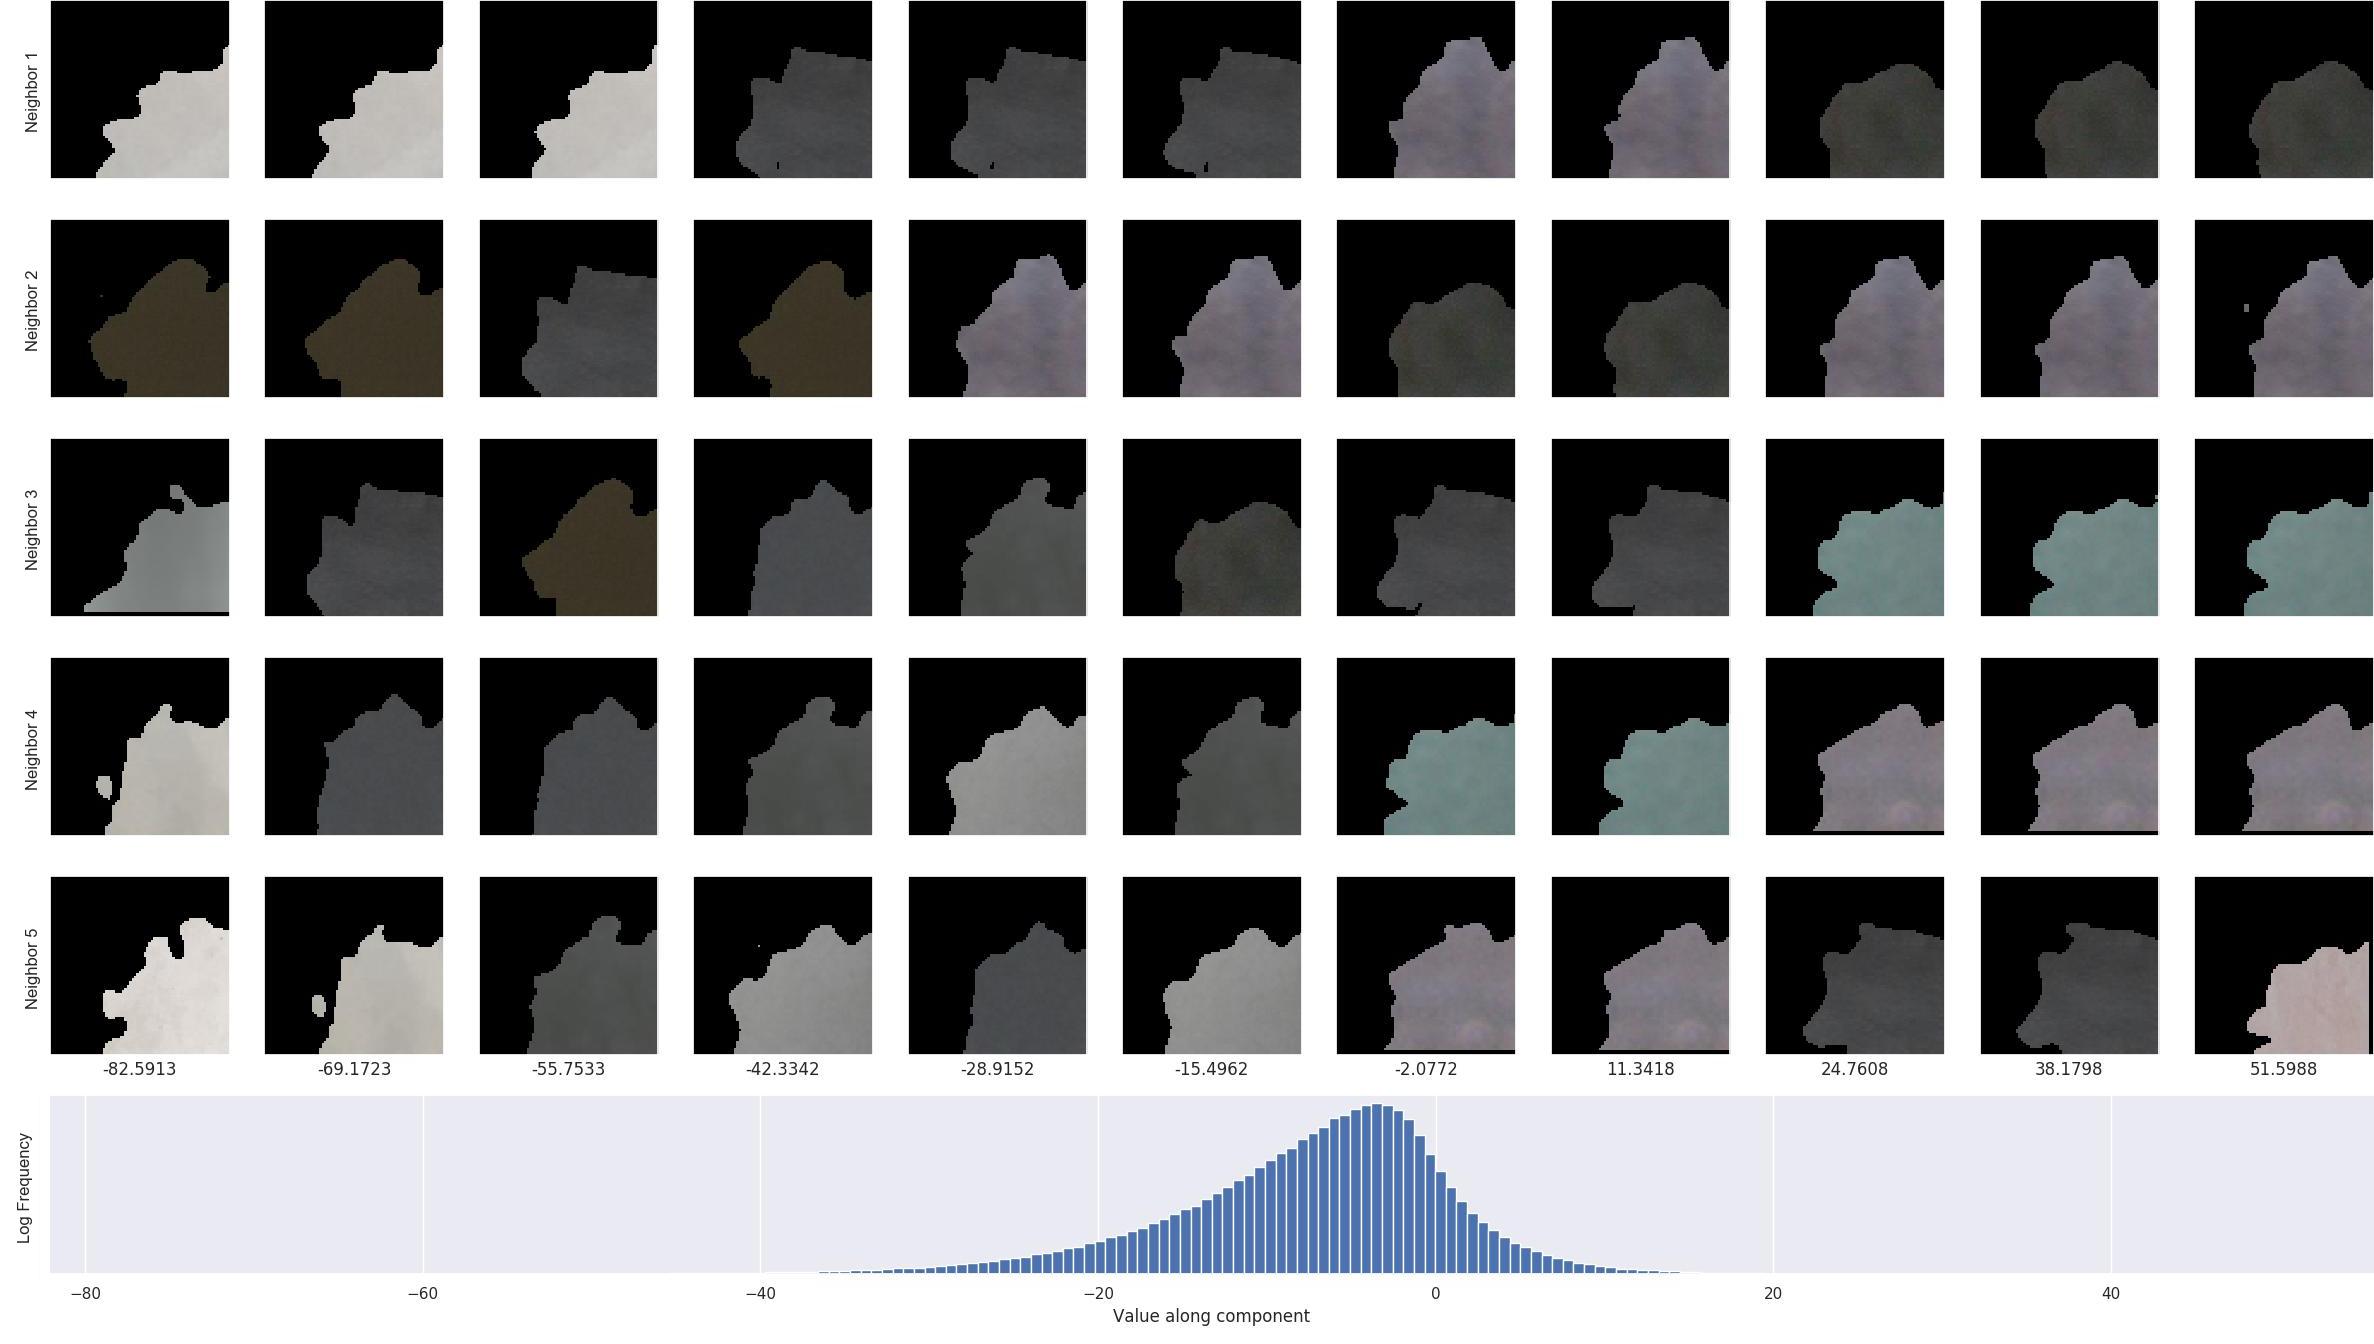 Neighbor 1
Neighbor 2
Neighbor 3
Neighbor 4
Neighbor 5
-82.5913 -69.1723 -55.7533 -42.3342 -28.9152 -15.4962 -2.0772 11.3418 24.7608 38.1798 51.5988
Log Frequency
−80 −60 −40 −20 0 20 40
Value along component